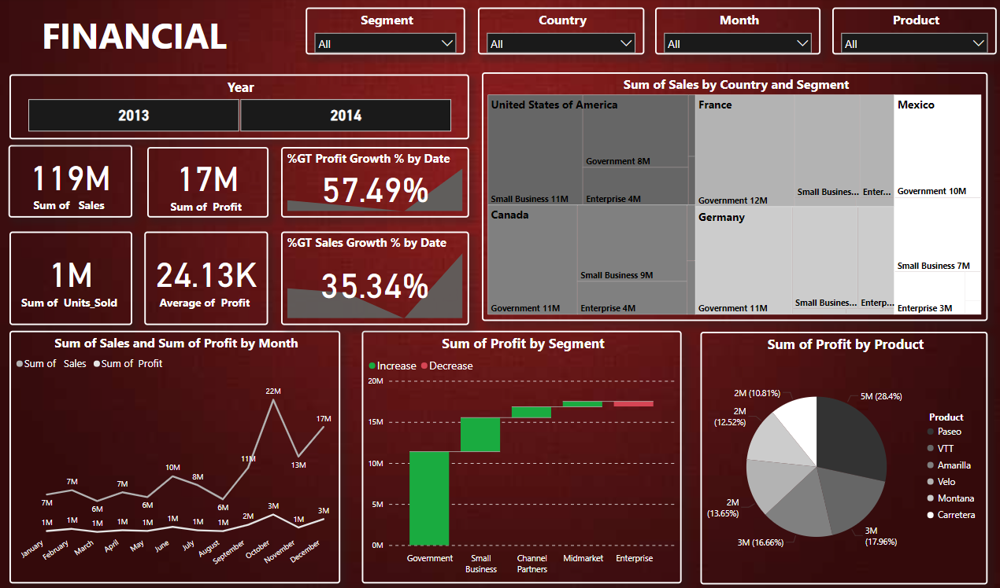 FINANCIAL
Segment
All
Country
All
Month
All
Product
All
Year
2013
2014
119M
Sum of Sales
17M
Sum of Profit
%GT Profit Growth % by Date
57.49%
1M
Sum of Units_Sold
24.13K
Average of Profit
%GT Sales Growth % by Date
35.34%
Sum of Sales by Country and Segment
United States of America
Small Business 11M
Government 8M
Enterprise 4M
Canada
Government 11M
Small Business 9M
Enterprise 4M
France
Government 12M
Small Busines...
Enter...
Germany
Government 11M
Small Busines...
Enterp...
Mexico
Government 10M
Small Business 7M
Enterprise 3M
Sum of Sales and Sum of Profit by Month
Sum of Sales
Sum of Profit
7M
7M
6M
7M
6M
10M
8M
6M
11M
22M
13M
17M
1M
1M
1M
1M
1M
1M
1M
1M
2M
3M
1M
3M
January
February
March
April
May
June
July
August
September
October
November
December
Sum of Profit by Segment
Increase
Decrease
20M
15M
10M
5M
0M
Government
Small
Business
Channel
Partners
Midmarket
Enterprise
Sum of Profit by Product
5M (28.4%)
3M
(17.96%)
3M (16.66%)
2M
(13.65%)
2M
(12.52%)
2M (10.81%)
Product
Paseo
VTT
Amarilla
Velo
Montana
Carretera